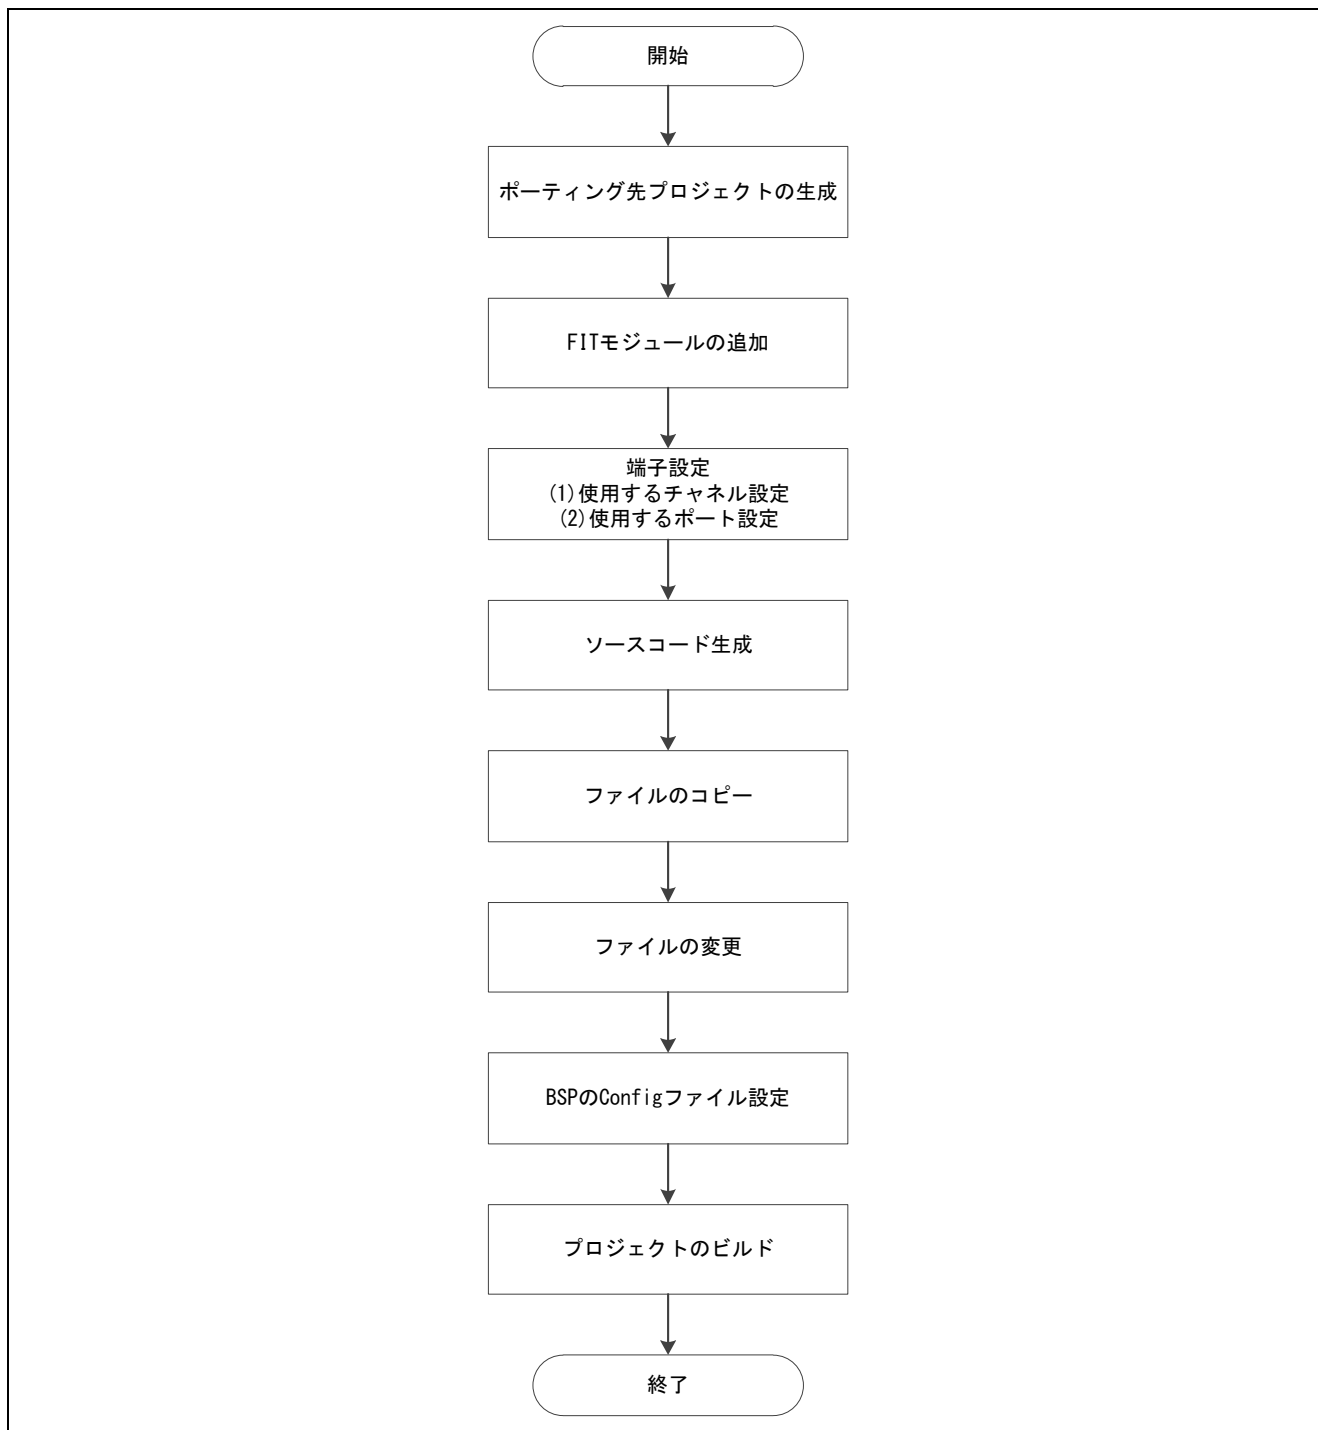 開始
ポーティング先プロジェクトの生成
FITモジュールの追加
端子設定
(1)使用するチャネル設定
(2)使用するポート設定
ソースコード生成
ファイルのコピー
ファイルの変更
BSPのConfigファイル設定
プロジェクトのビルド
終了